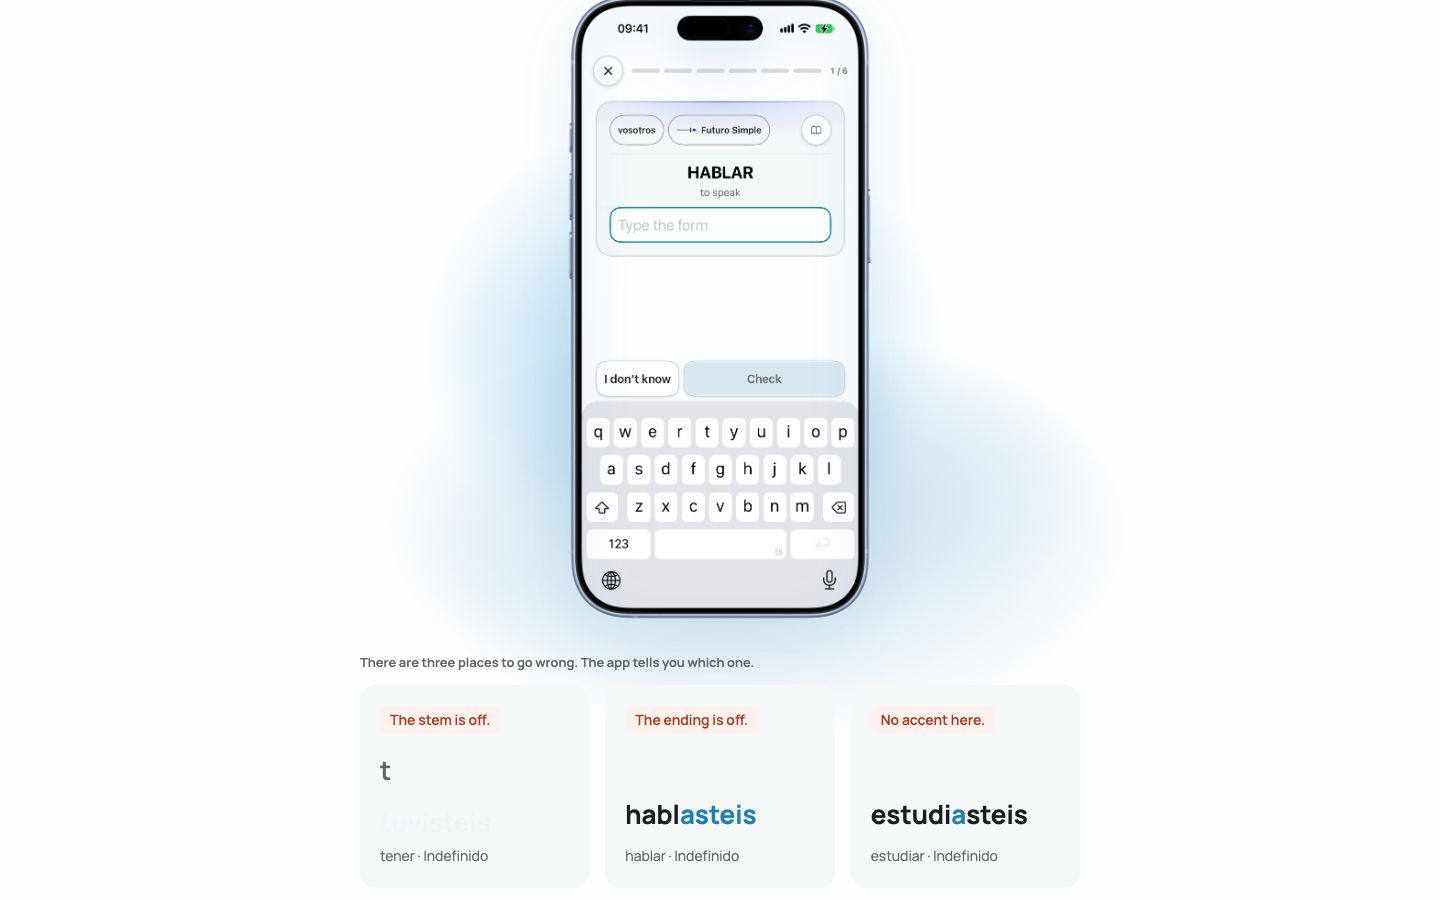 09:41
1 / 6
vosotros
Futuro Simple
HABLAR
to speak
Type the form
I don't know
Check
q w e r t y u i o p
a s d f g h j k l
z x c v b n m
123
EN
There are three places to go wrong. The app tells you which one.
The stem is off.
t
tuvisteis
tener · Indefinido
The ending is off.
hablasteis
hablar · Indefinido
No accent here.
estudiasteis
estudiar · Indefinido